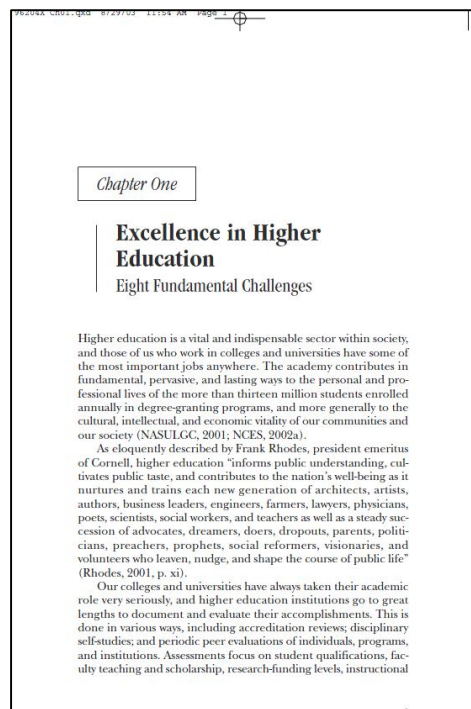 96204X Ch01.qxd 8/29/03 11:54 AM Page 1
Chapter One
Excellence in Higher
Education
Eight Fundamental Challenges
Higher education is a vital and indispensable sector within society,
and those of us who work in colleges and universities have some of
the most important jobs anywhere. The academy contributes in
fundamental, pervasive, and lasting ways to the personal and pro-
fessional lives of the more than thirteen million students enrolled
annually in degree-granting programs, and more generally to the
cultural, intellectual, and economic vitality of our communities and
our society (NASULGC, 2001; NCES, 2002a).
As eloquently described by Frank Rhodes, president emeritus
of Cornell, higher education “informs public understanding, cul-
tivates public taste, and contributes to the nation’s well-being as it
nurtures and trains each new generation of architects, artists,
authors, business leaders, engineers, farmers, lawyers, physicians,
poets, scientists, social workers, and teachers as well as a steady suc-
cession of advocates, dreamers, doers, dropouts, parents, politi-
cians, preachers, prophets, social reformers, visionaries, and
volunteers who leaven, nudge, and shape the course of public life”
(Rhodes, 2001, p. xi).
Our colleges and universities have always taken their academic
role very seriously, and higher education institutions go to great
lengths to document and evaluate their accomplishments. This is
done in various ways, including accreditation reviews; disciplinary
self-studies; and periodic peer evaluations of individuals, programs,
and institutions. Assessments focus on student qualifications, fac-
ulty teaching and scholarship, research-funding levels, instructional